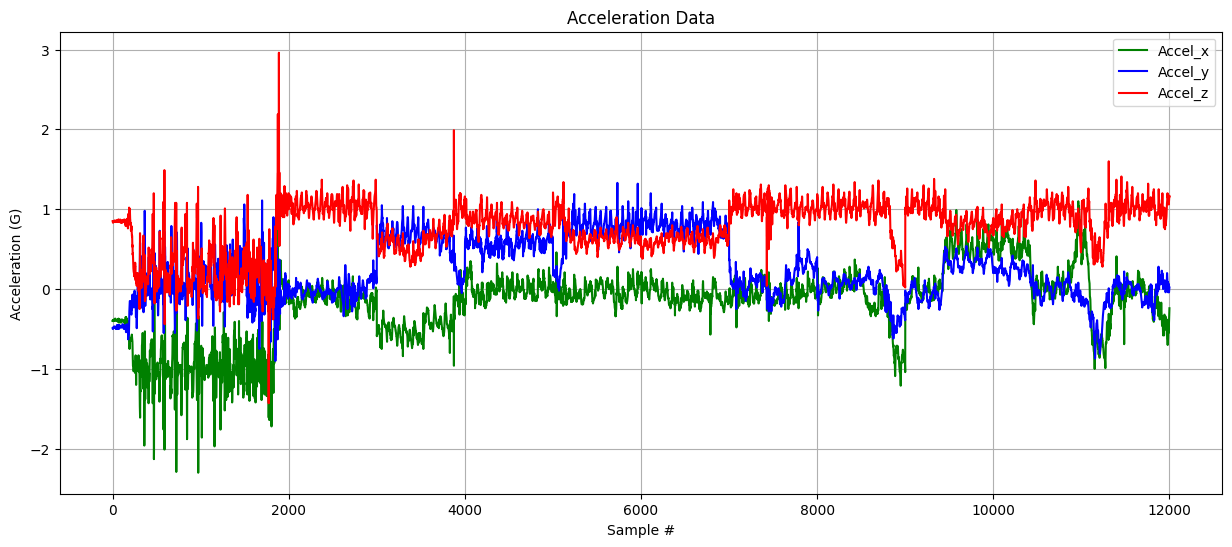 Acceleration Data
Acceleration (G)
3
2
1
0
−1
−2
Accel_x
Accel_y
Accel_z
0
2000
4000
6000
8000
10000
12000
Sample #